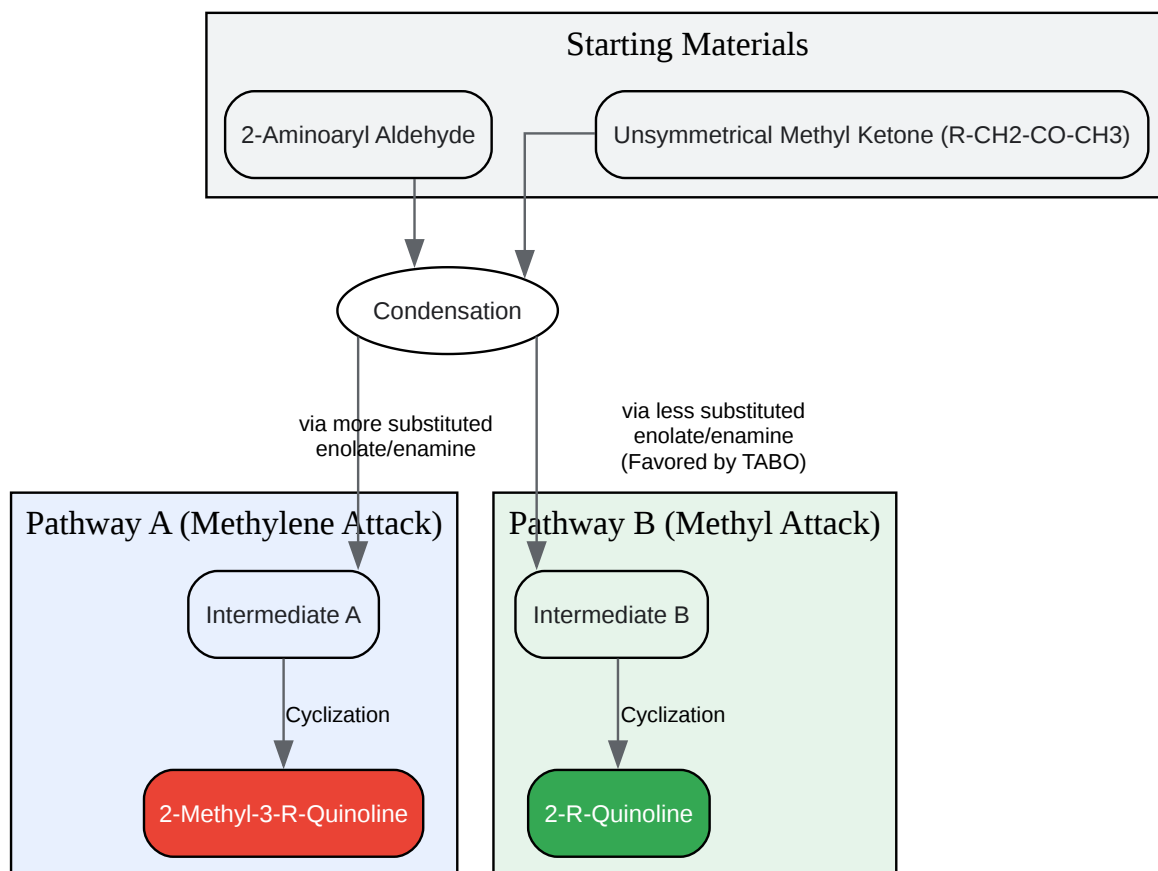 Starting Materials
2-Aminoaryl Aldehyde
Unsymmetrical Methyl Ketone (R-CH2-CO-CH3)
Condensation
via more substituted
enolate/enamine
via less substituted
enolate/enamine
(Favored by TABO)
Pathway A (Methylene Attack)
Pathway B (Methyl Attack)
Intermediate A
Intermediate B
Cyclization
Cyclization
2-Methyl-3-R-Quinoline
2-R-Quinoline